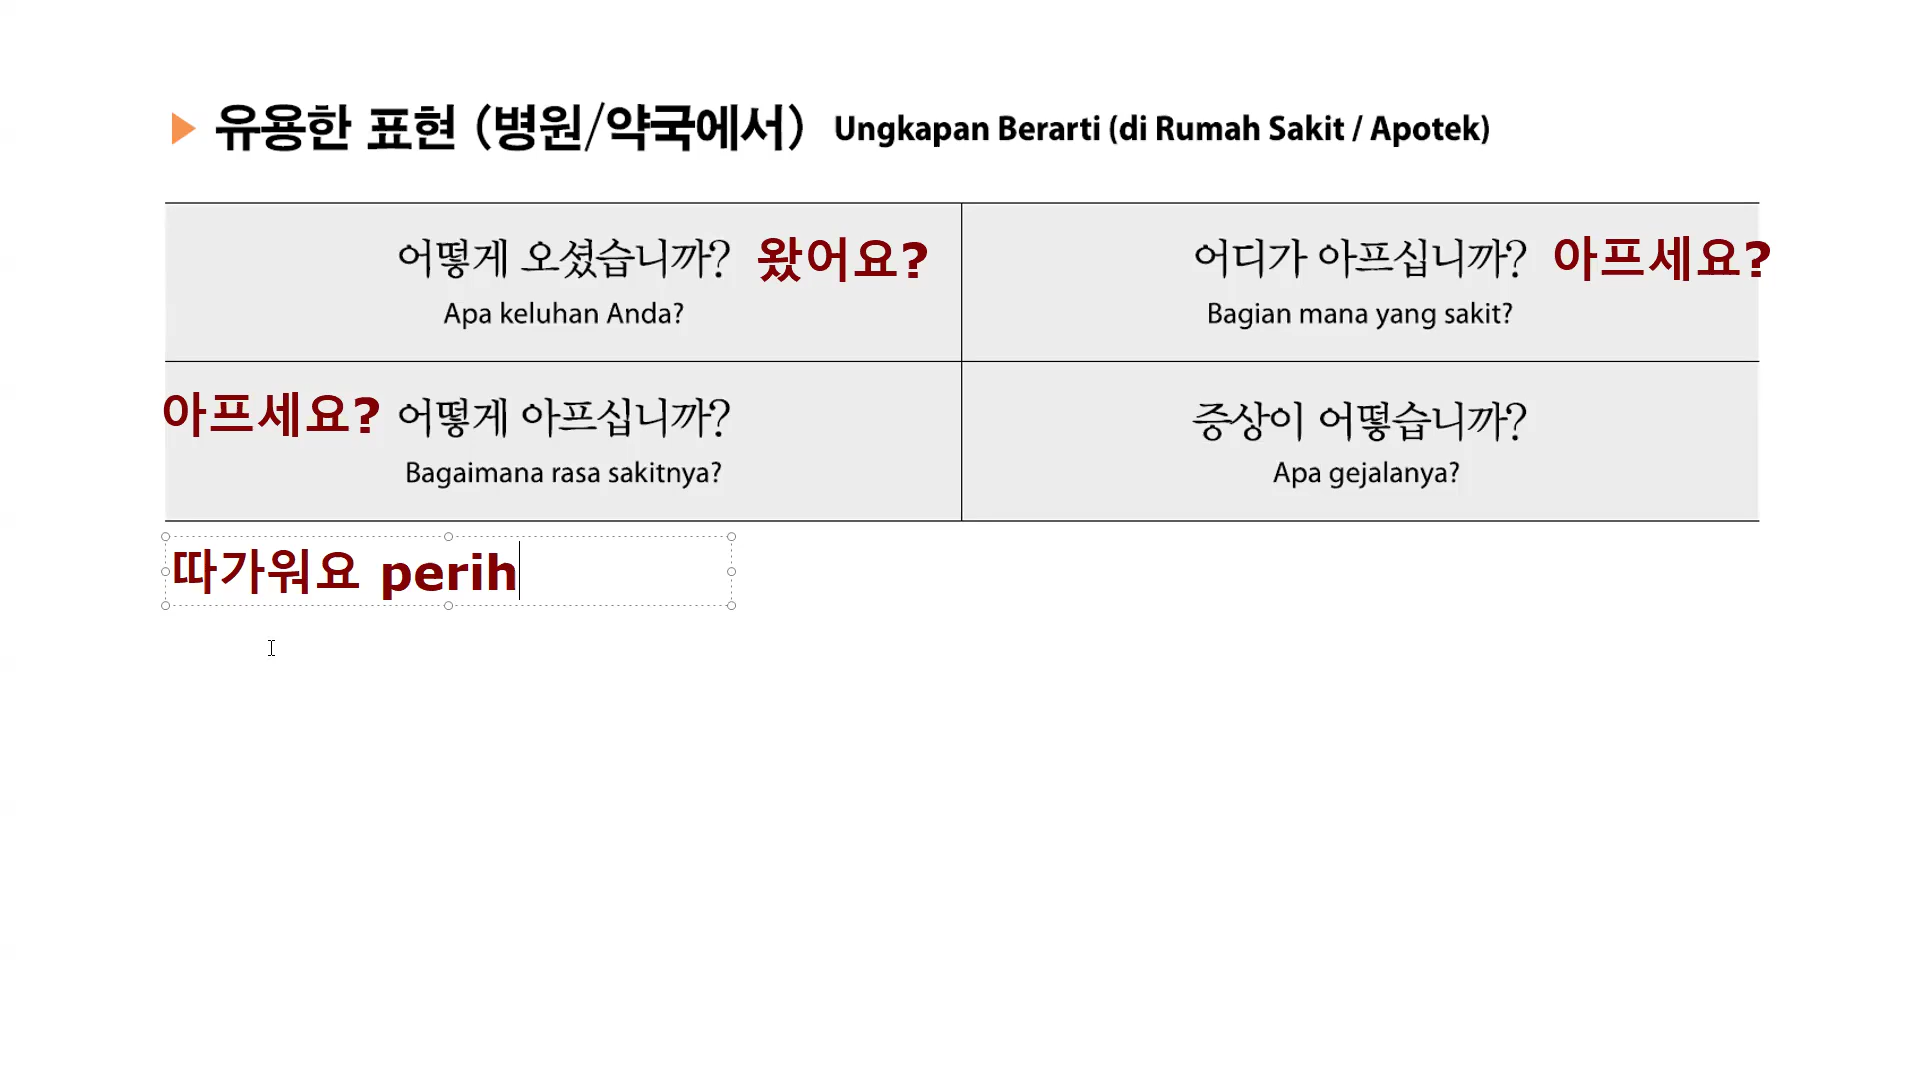 ▶ 유용한 표현 (병원/약국에서) Ungkapan Berarti (di Rumah Sakit / Apotek)
어떻게 오셨습니까? 왔어요?
Apa keluhan Anda?
어디가 아프십니까? 아프세요?
Bagian mana yang sakit?
아프세요? 어떻게 아프십니까?
Bagaimana rasa sakitnya?
증상이 어떻습니까?
Apa gejalanya?
따가워요 perih